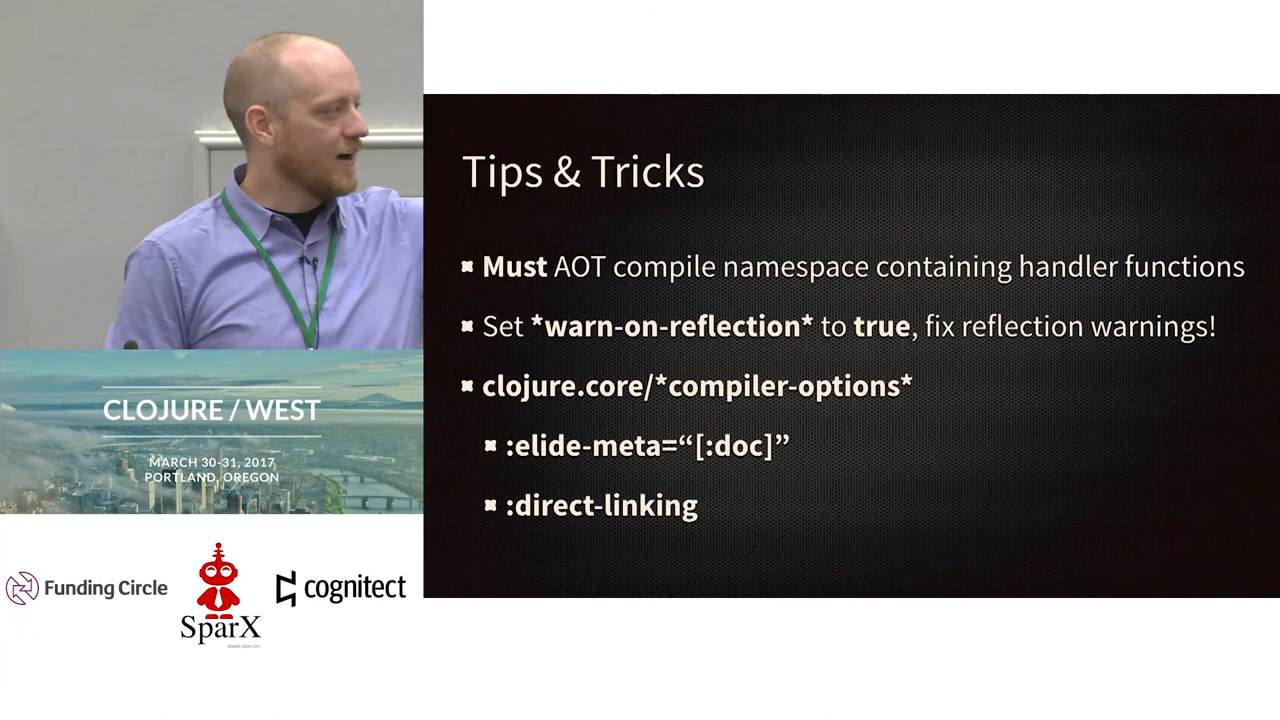 Tips & Tricks
Must AOT compile namespace containing handler functions
Set *warn-on-reflection* to true, fix reflection warnings!
clojure.core/*compiler-options*
:elide-meta=“[:doc]”
:direct-linking
CLOJURE / WEST
MARCH 30-31, 2017
PORTLAND, OREGON
Funding Circle
SparX
cognitect